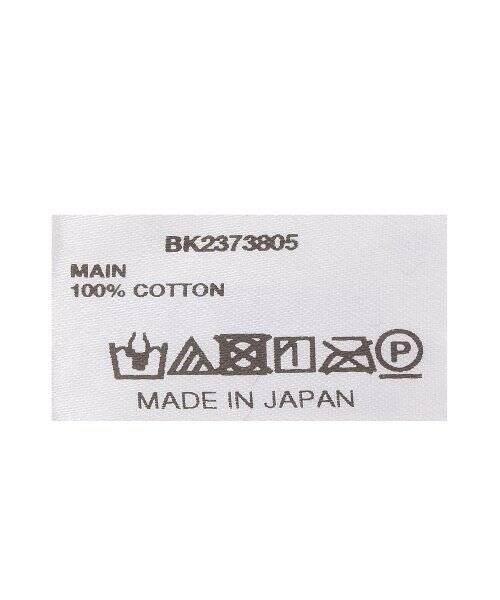 BK2373805
MAIN
100% COTTON
P
MADE IN JAPAN